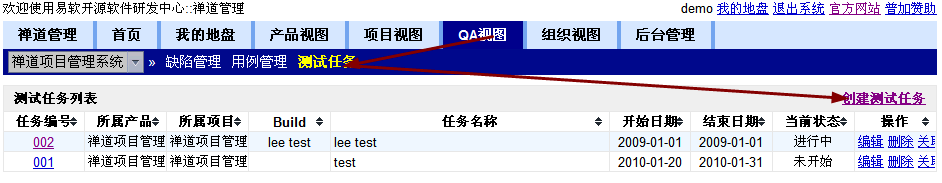 欢迎使用易软开源软件研发中心::禅道管理 demo 我的地盘 退出系统 官方网站 参加赞助
禅道管理 首页 我的地盘 产品视图 项目视图 QA视图 组织视图 后台管理
禅道项目管理系统 » 缺陷管理 用例管理 测试任务
测试任务列表 创建测试任务
任务编号 所属产品 所属项目 Build 任务名称 开始日期 结束日期 当前状态 操作
002 禅道项目管理 禅道项目管理 lee test lee test 2009-01-01 2009-01-01 进行中 编辑 删除 关联
001 禅道项目管理 禅道项目管理 test 2010-01-20 2010-01-31 未开始 编辑 删除 关联